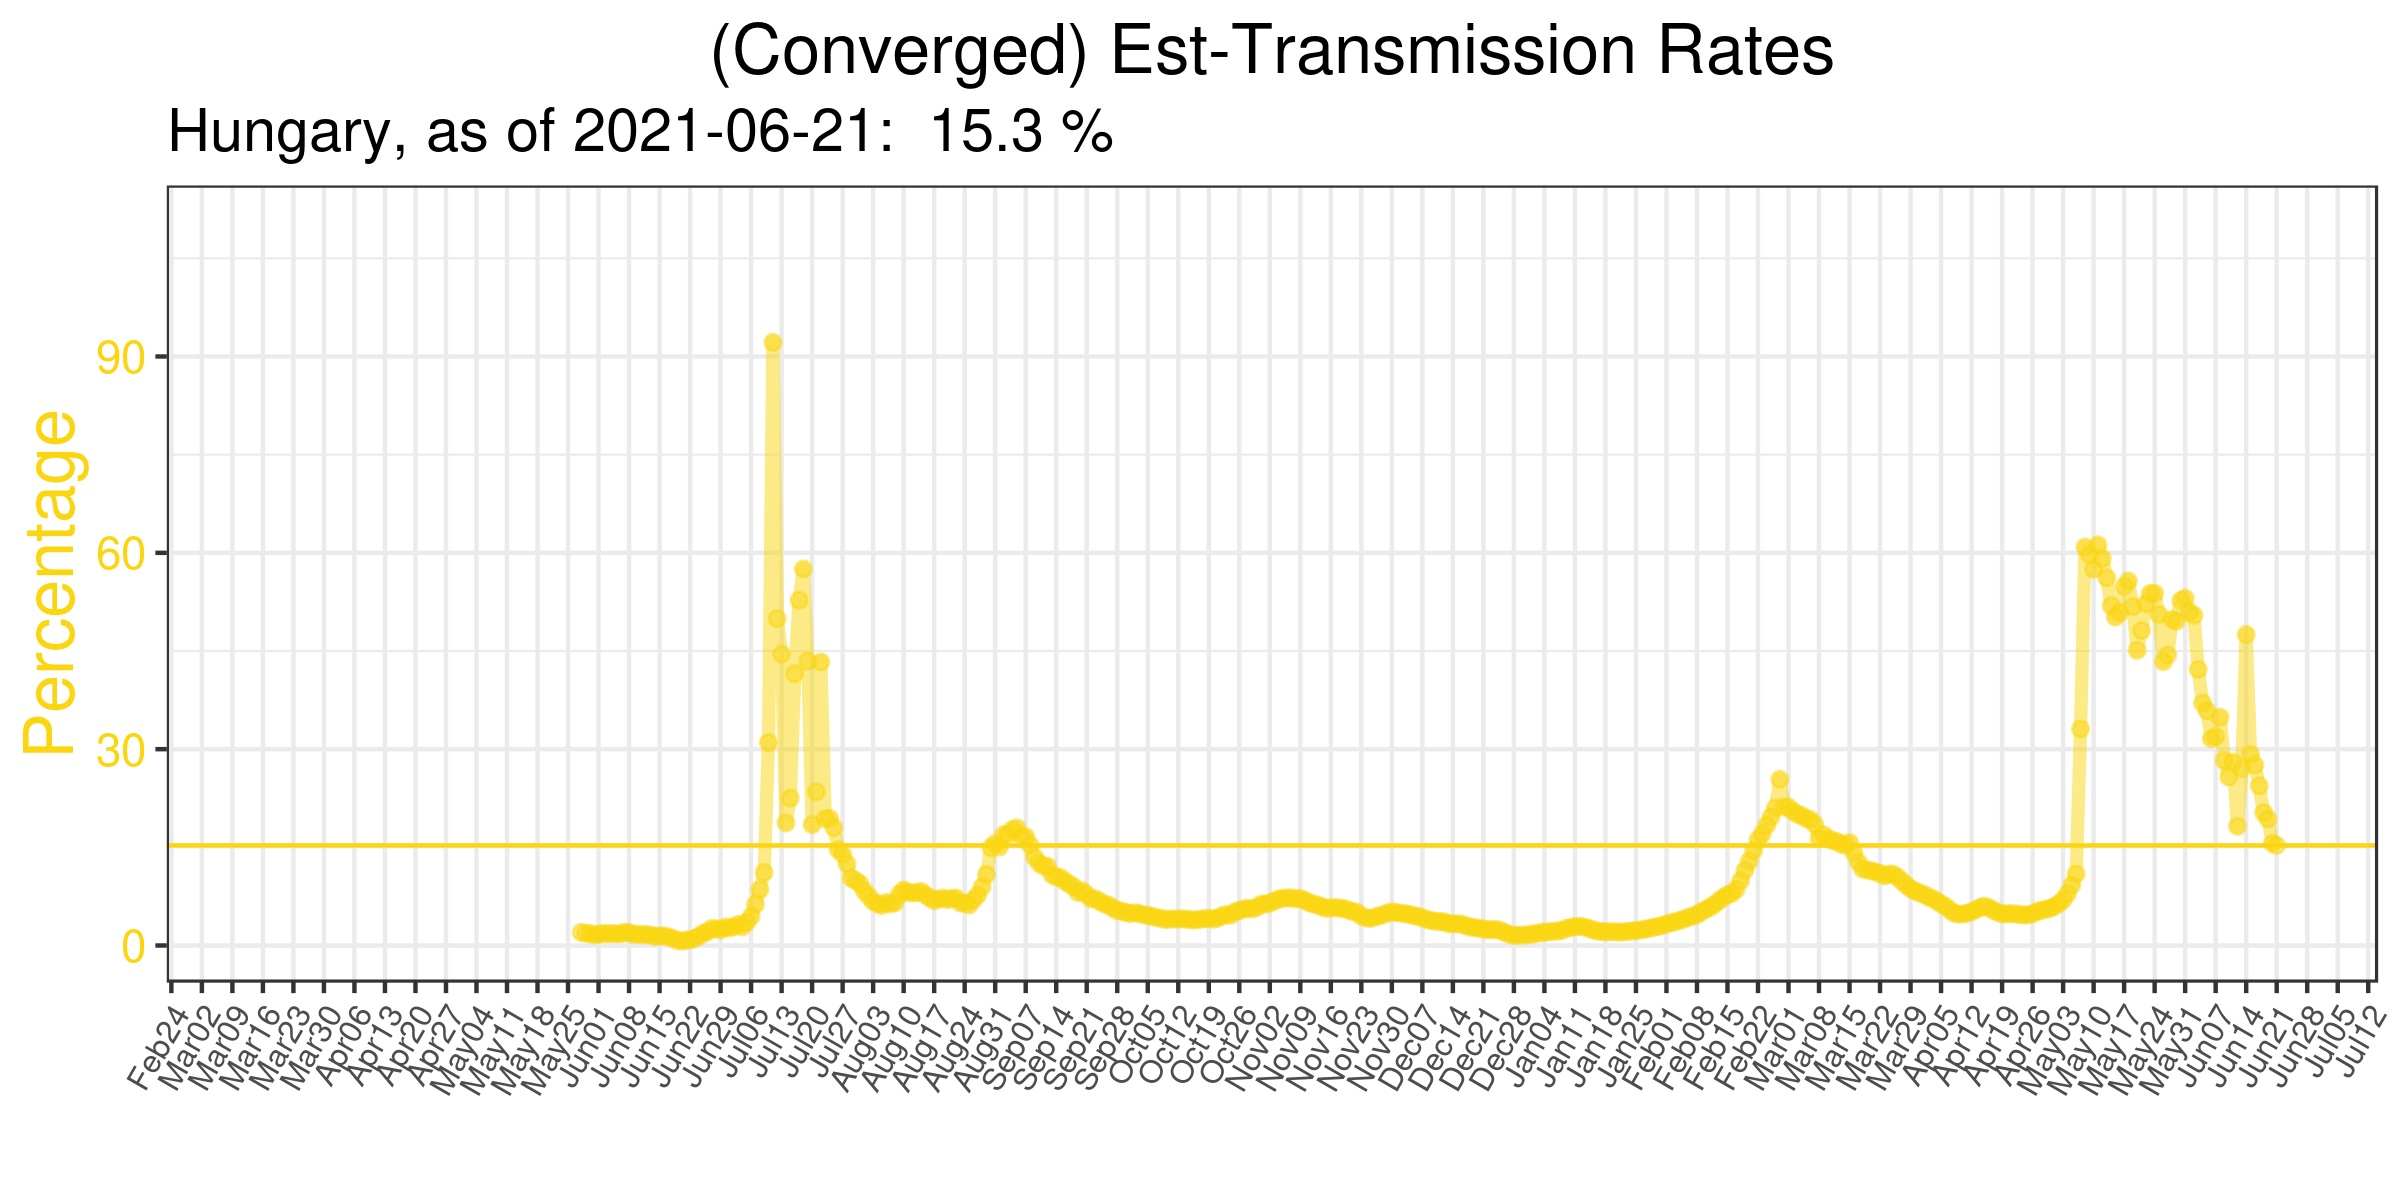 (Converged) Est-Transmission Rates
Hungary, as of 2021-06-21: 15.3 %
Percentage
90
60
30
0
Feb24
Mar02
Mar09
Mar16
Mar23
Mar30
Apr06
Apr13
Apr20
Apr27
May04
May11
May18
May25
Jun01
Jun08
Jun15
Jun22
Jun29
Jul06
Jul13
Jul20
Jul27
Aug03
Aug10
Aug17
Aug24
Aug31
Sep07
Sep14
Sep21
Sep28
Oct05
Oct12
Oct19
Oct26
Nov02
Nov09
Nov16
Nov23
Nov30
Dec07
Dec14
Dec21
Dec28
Jan04
Jan11
Jan18
Jan25
Feb01
Feb08
Feb15
Feb22
Mar01
Mar08
Mar15
Mar22
Mar29
Apr05
Apr12
Apr19
Apr26
May03
May10
May17
May24
May31
Jun07
Jun14
Jun21
Jun28
Jul05
Jul12